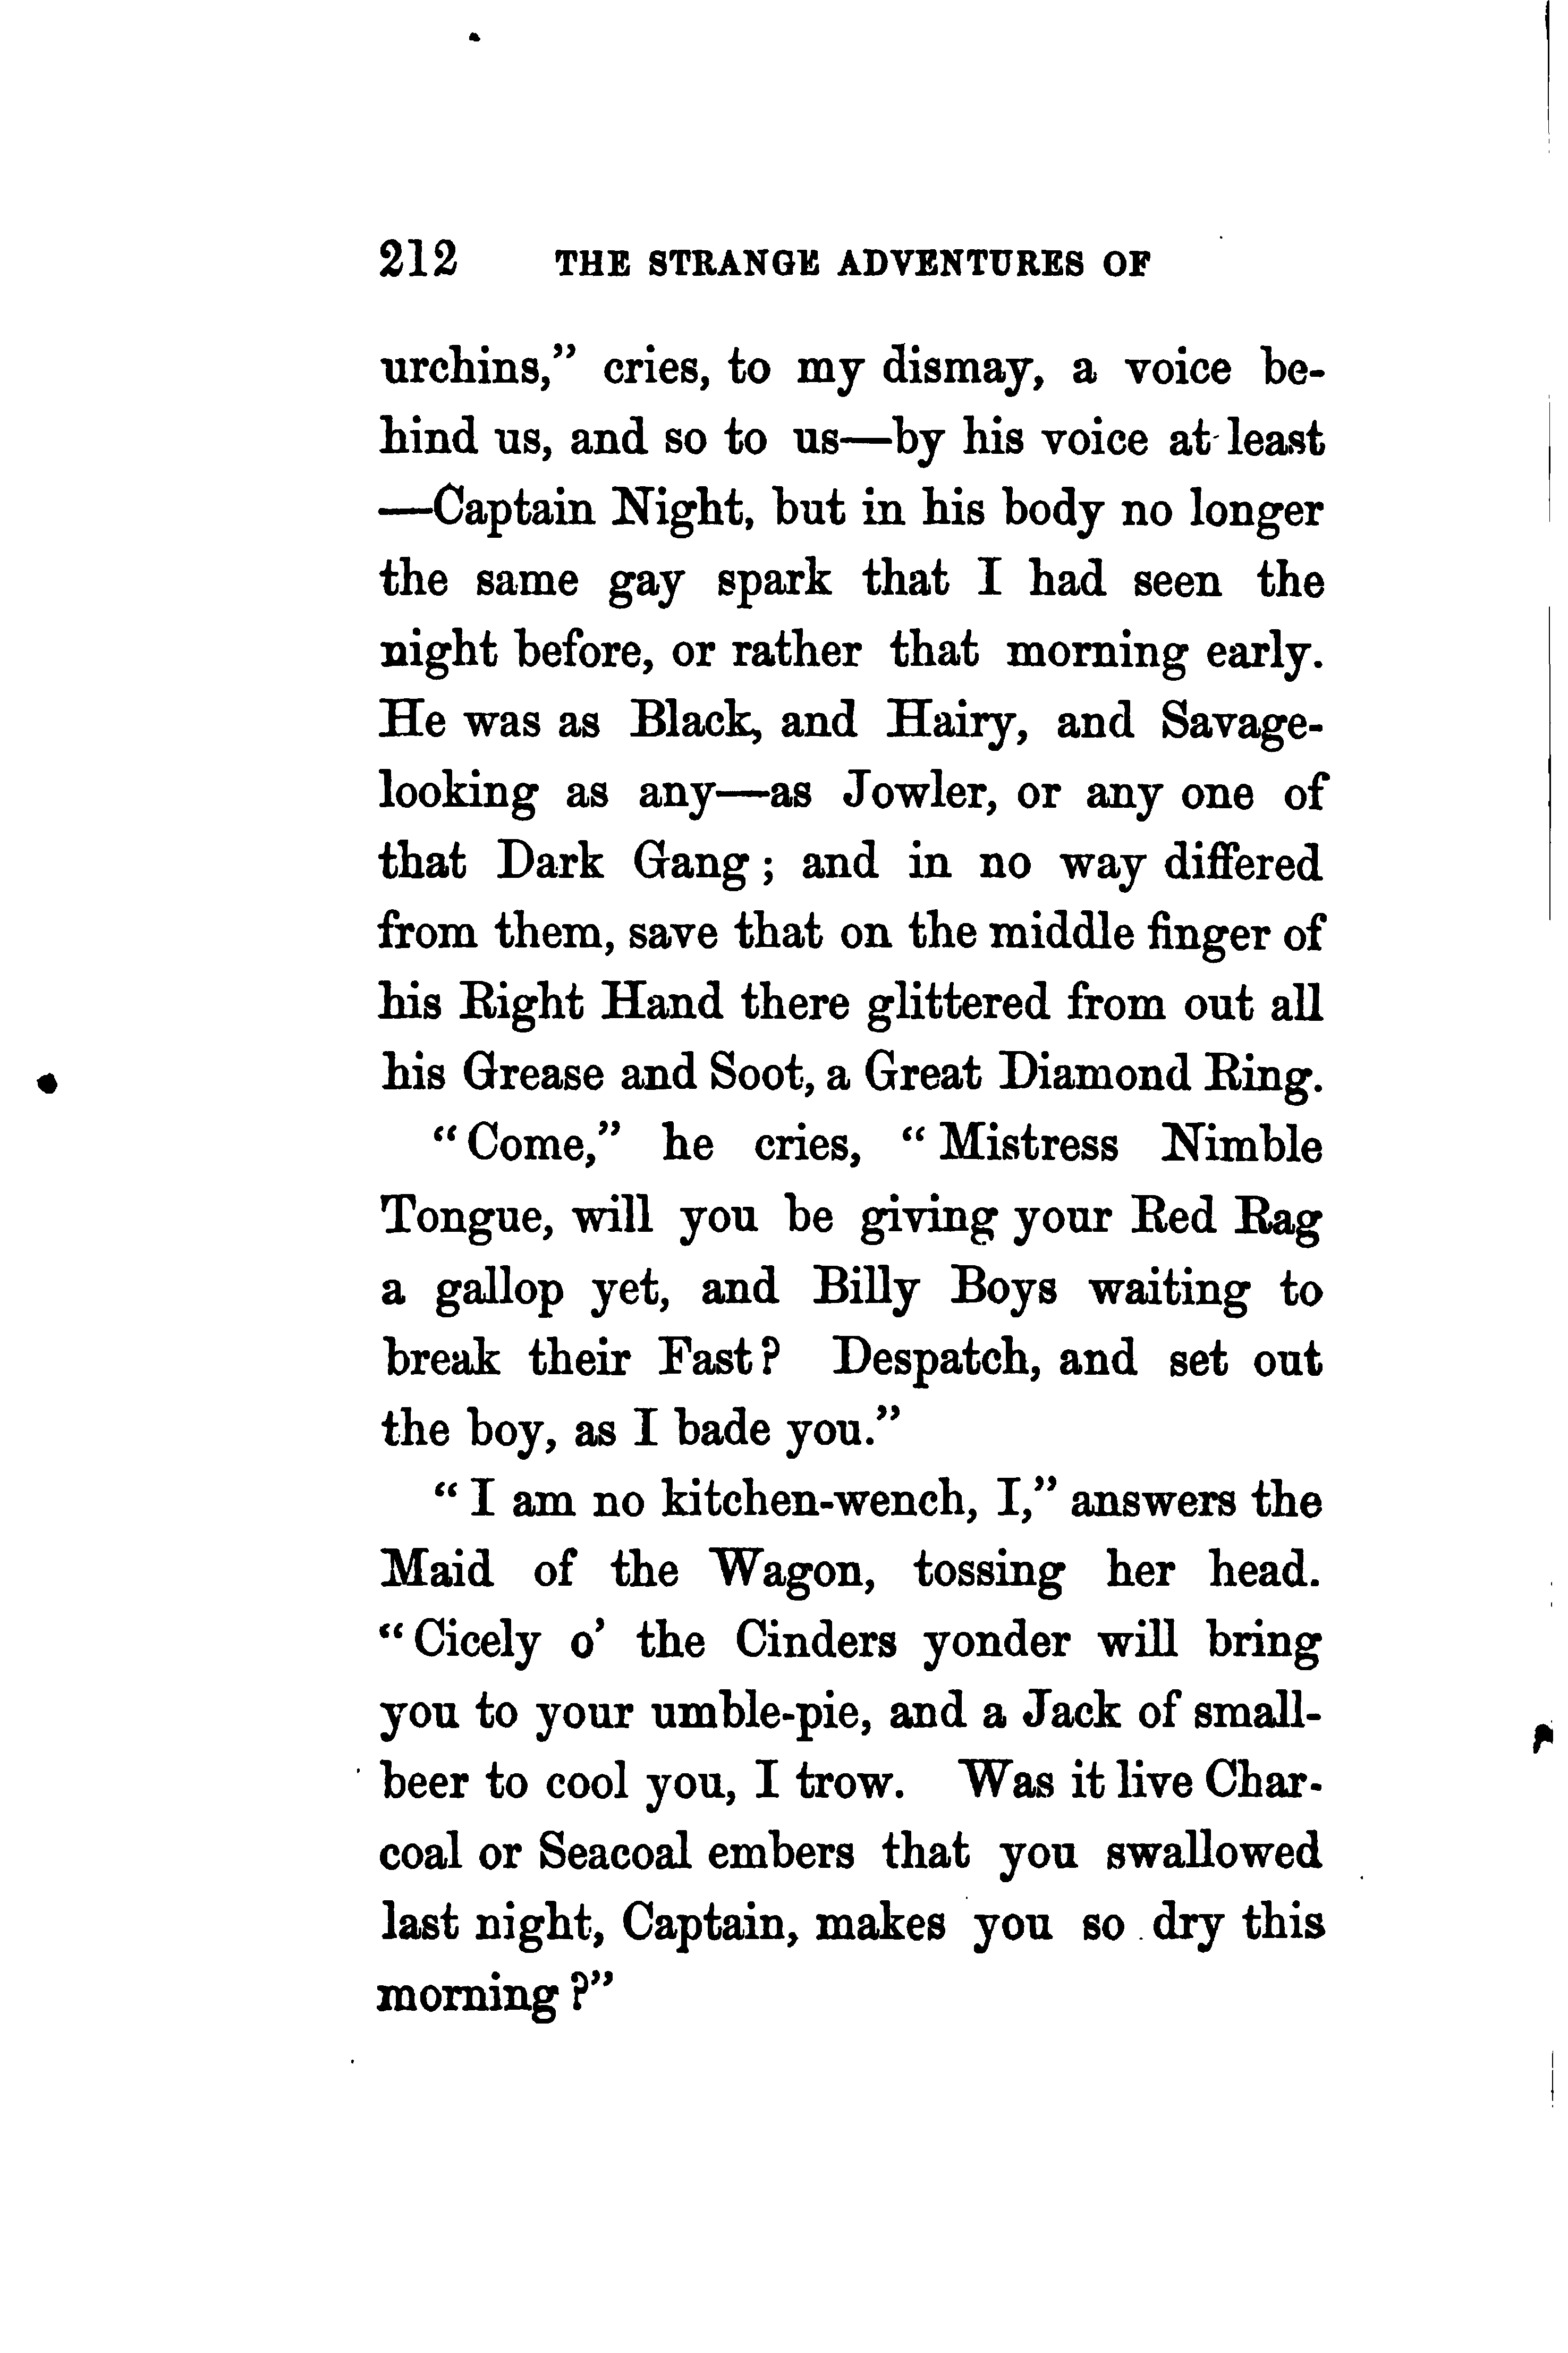 212 THE STRANGE ADVENTURES OF
urchins,” cries, to my dismay, a voice be-
hind us, and so to us—by his voice at least
—Captain Night, but in his body no longer
the same gay spark that I had seen the
night before, or rather that morning early.
He was as Black, and Hairy, and Savage-
looking as any—as Jowler, or any one of
that Dark Gang; and in no way differed
from them, save that on the middle finger of
his Right Hand there glittered from out all
his Grease and Soot, a Great Diamond Ring.
“Come,” he cries, “Mistress Nimble
Tongue, will you be giving your Red Rag
a gallop yet, and Billy Boys waiting to
break their Fast? Despatch, and set out
the boy, as I bade you.”
“I am no kitchen-wench, I,” answers the
Maid of the Wagon, tossing her head.
“Cicely o’ the Cinders yonder will bring
you to your umble-pie, and a Jack of small-
beer to cool you, I trow. Was it live Char-
coal or Seacoal embers that you swallowed
last night, Captain, makes you so dry this
morning?”